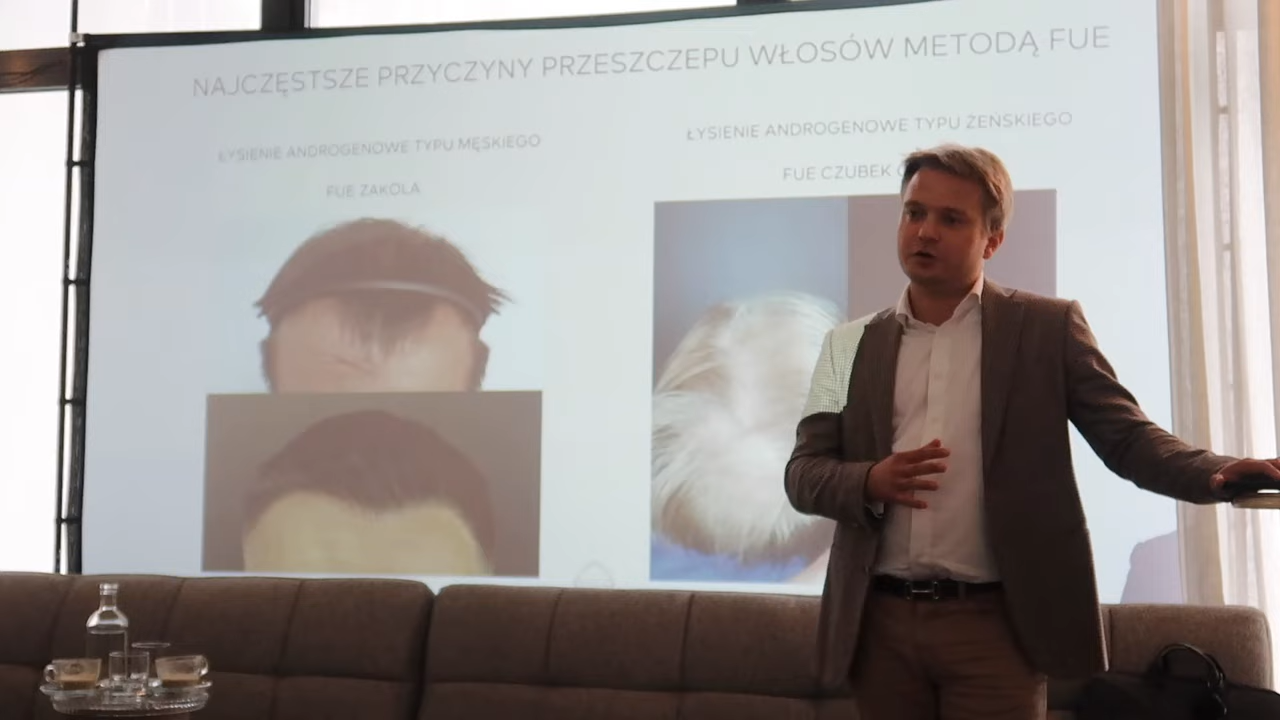 NAJCZĘSTSZE PRZYCZYNY PRZESZCZEPU WŁOSÓW METODĄ FUE
ŁYSIENIE ANDROGENOWE TYPU MĘSKIEGO
FUE ZAKOLA
ŁYSIENIE ANDROGENOWE TYPU ŻEŃSKIEGO
FUE CZUBEK